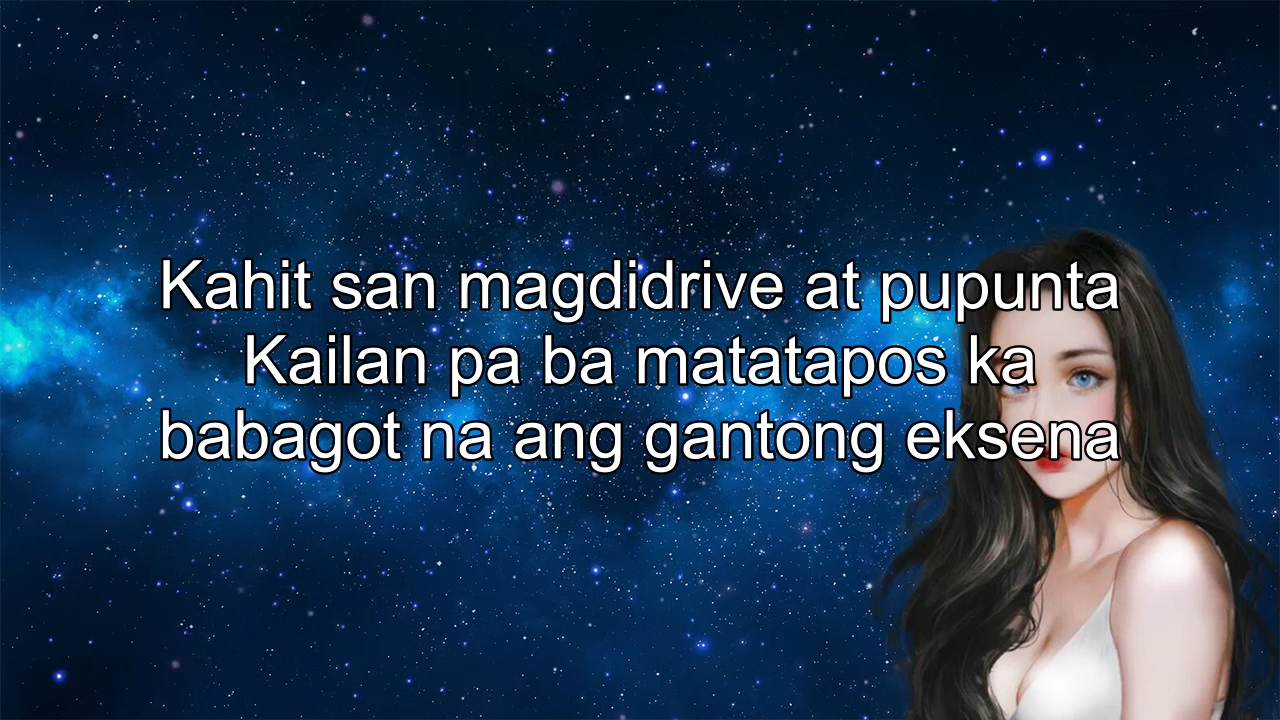 Kahit san magdidrive at pupunta
Kailan pa ba matatapos ka
babagot na ang gantong eksena